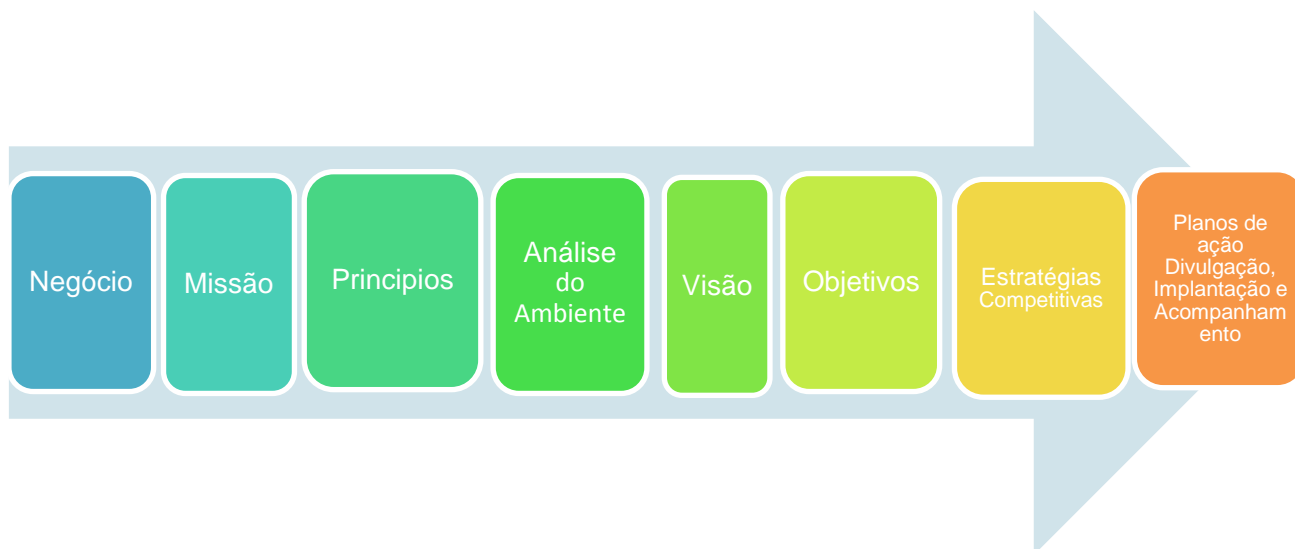 Negócio
Missão
Principios
Análise
do
Ambiente
Visão
Objetivos
Estratégias
Competitivas
Planos de
ação
Divulgação,
Implantação e
Acompanham
ento